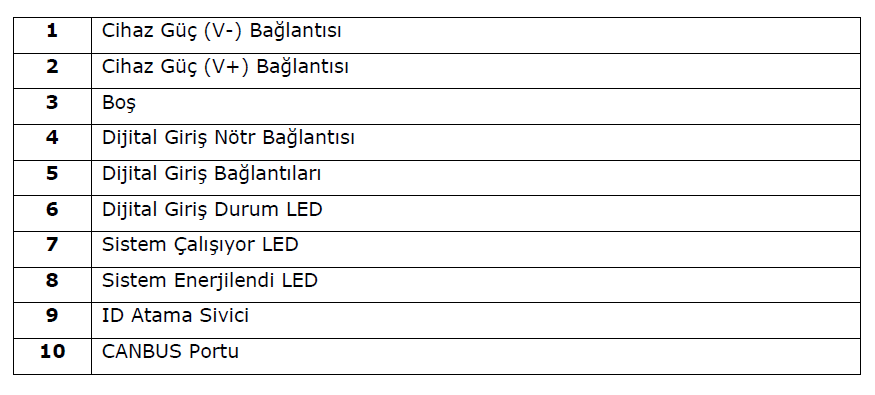 1 Cihaz Güç (V-) Bağlantısı
2 Cihaz Güç (V+) Bağlantısı
3 Boş
4 Dijital Giriş Nötr Bağlantısı
5 Dijital Giriş Bağlantıları
6 Dijital Giriş Durum LED
7 Sistem Çalışıyor LED
8 Sistem Enerjilendi LED
9 ID Atama Sivici
10 CANBUS Portu